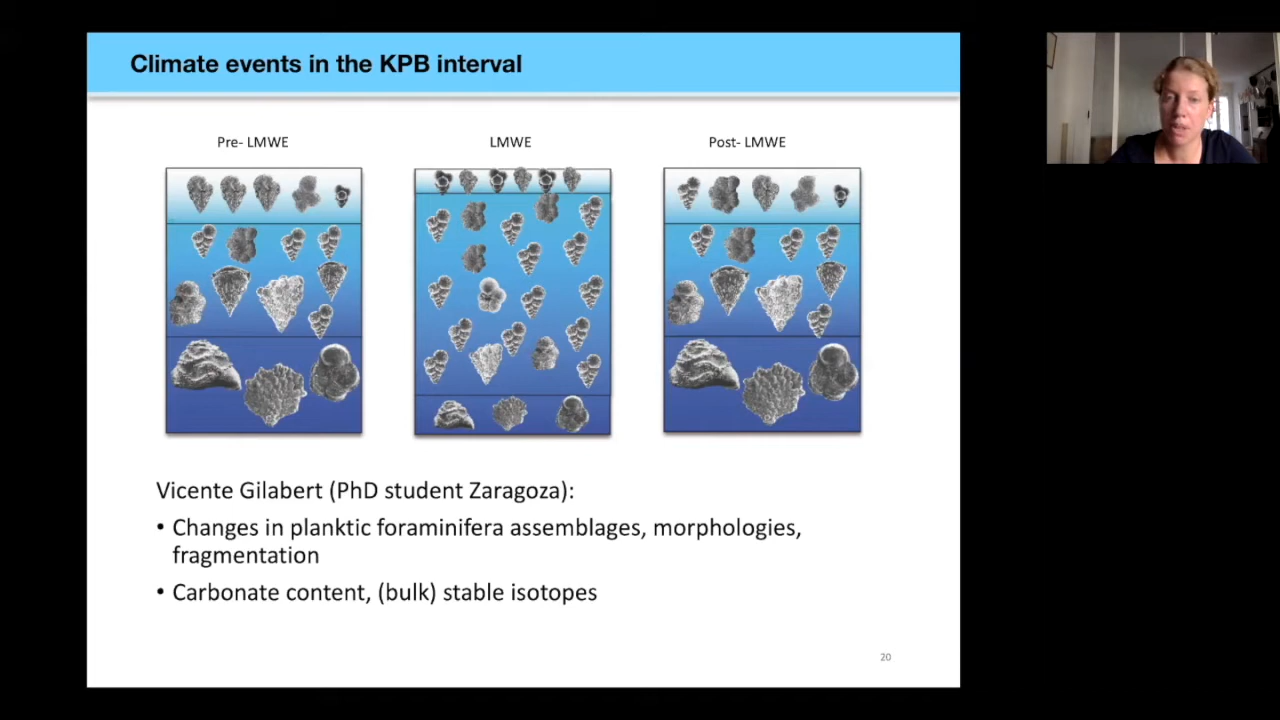 Climate events in the KPB interval
Pre- LMWE
LMWE
Post- LMWE
Vicente Gilabert (PhD student Zaragoza):
• Changes in planktic foraminifera assemblages, morphologies,
fragmentation
• Carbonate content, (bulk) stable isotopes
20